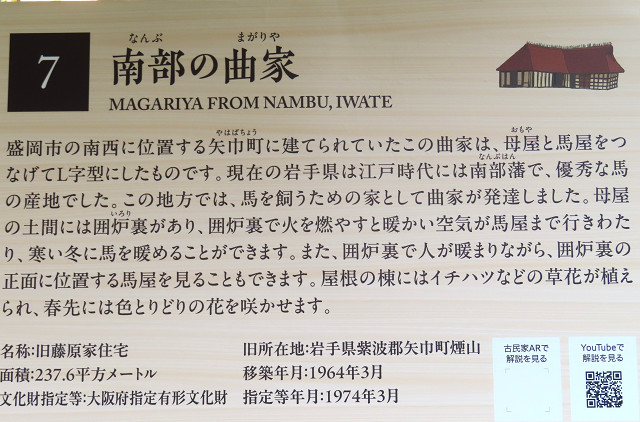 7
なんぶ まがりや
南部の曲家
MAGARIYA FROM NAMBU, IWATE
やはばちょう おもや
盛岡市の南西に位置する矢巾町に建てられていたこの曲家は、母屋と馬屋をつ
なんぶはん
なげてL字型にしたものです。現在の岩手県は江戸時代には南部藩で、優秀な馬
の産地でした。この地方では、馬を飼うための家として曲家が発達しました。母屋
いろり
の土間には囲炉裏があり、囲炉裏で火を燃やすと暖かい空気が馬屋まで行きわた
り、寒い冬に馬を暖めることができます。また、囲炉裏で人が暖まりながら、囲炉裏の
正面に位置する馬屋を見ることもできます。屋根の棟にはイチハツなどの草花が植え
られ、春先には色とりどりの花を咲かせます。
名称:旧藤原家住宅
面積:237.6平方メートル
文化財指定等:大阪府指定有形文化財
旧所在地:岩手県紫波郡矢巾町煙山
移築年月:1964年3月
指定等年月:1974年3月
古民家ARで
解説を見る
YouTubeで
解説を見る